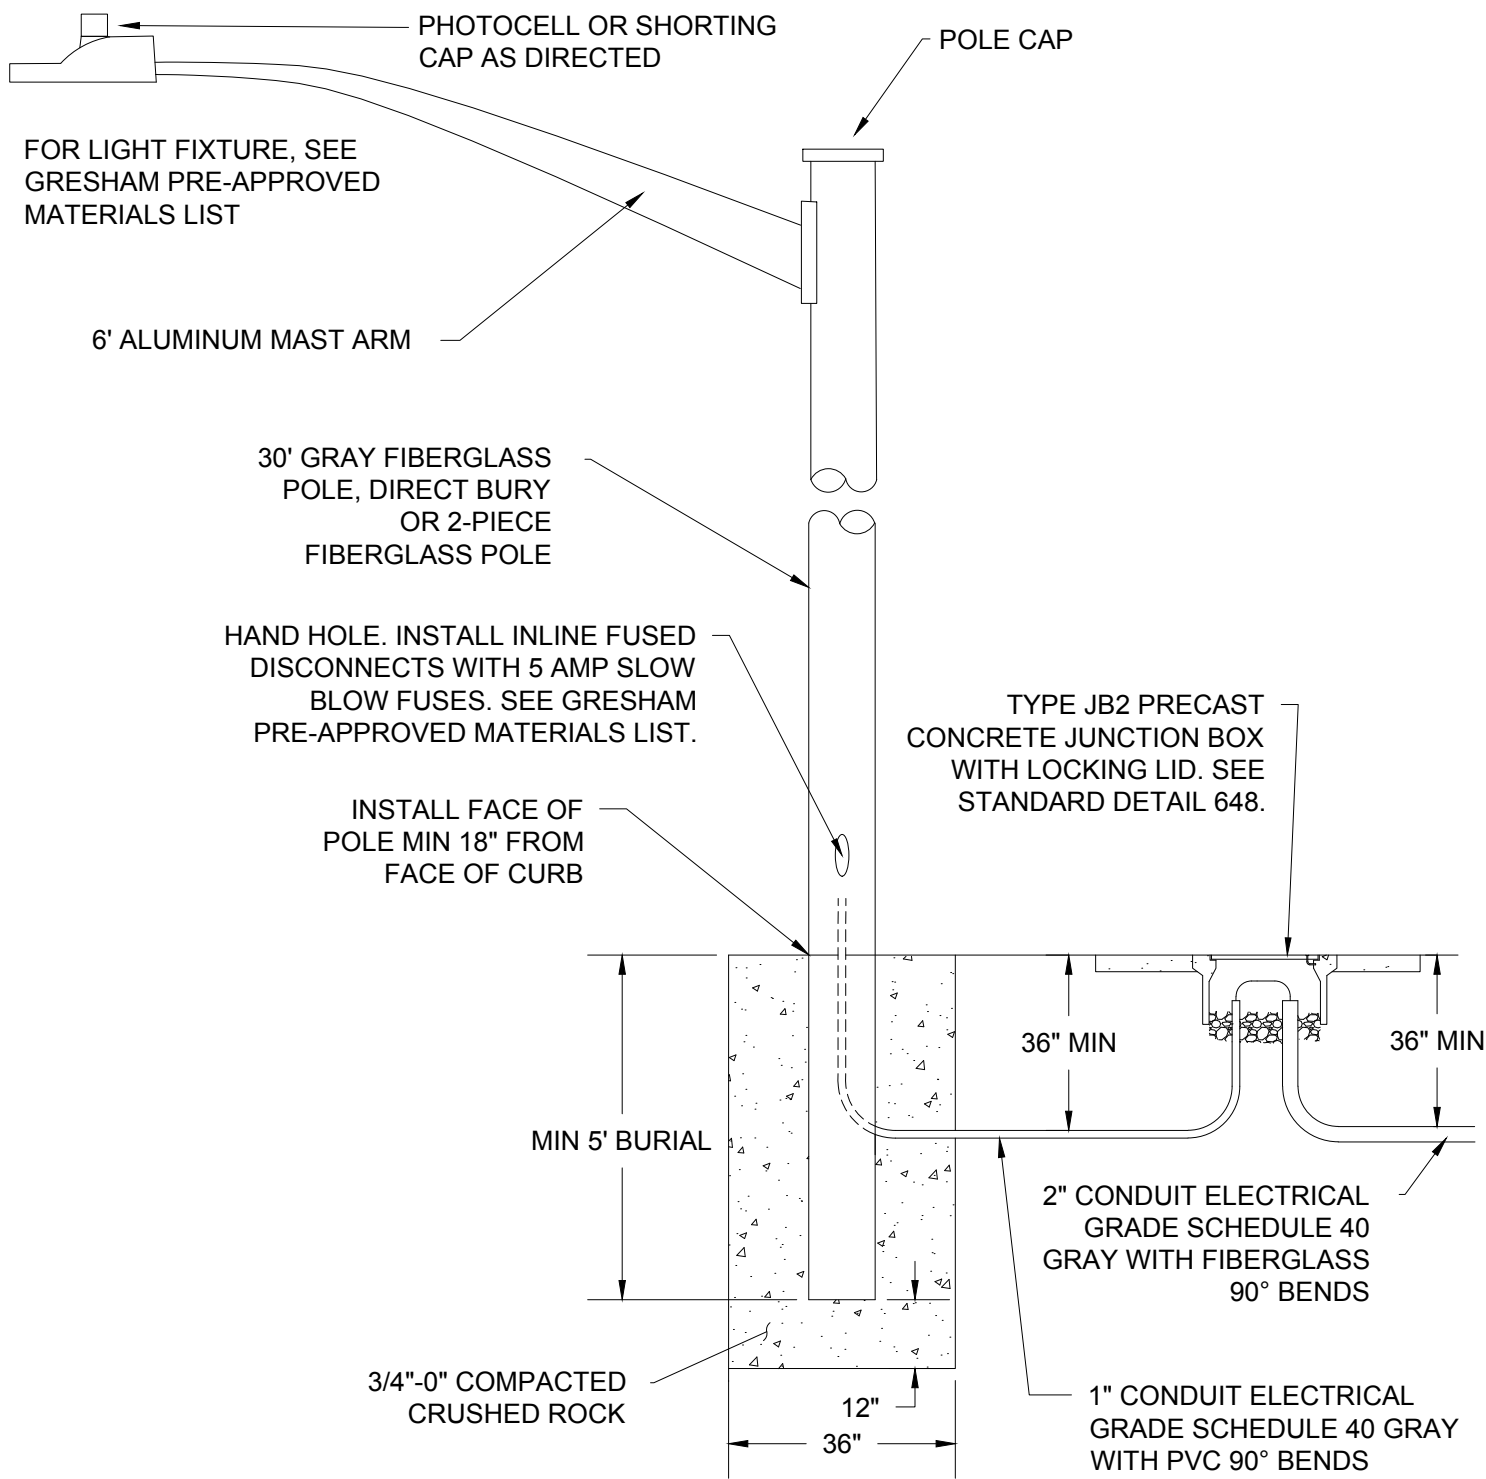 PHOTOCELL OR SHORTING
CAP AS DIRECTED
POLE CAP
FOR LIGHT FIXTURE, SEE
GRESHAM PRE-APPROVED
MATERIALS LIST
6' ALUMINUM MAST ARM
30' GRAY FIBERGLASS
POLE, DIRECT BURY
OR 2-PIECE
FIBERGLASS POLE
HAND HOLE. INSTALL INLINE FUSED
DISCONNECTS WITH 5 AMP SLOW
BLOW FUSES. SEE GRESHAM
PRE-APPROVED MATERIALS LIST.
TYPE JB2 PRECAST
CONCRETE JUNCTION BOX
WITH LOCKING LID. SEE
STANDARD DETAIL 648.
INSTALL FACE OF
POLE MIN 18" FROM
FACE OF CURB
36" MIN
36" MIN
MIN 5' BURIAL
2" CONDUIT ELECTRICAL
GRADE SCHEDULE 40
GRAY WITH FIBERGLASS
90° BENDS
3/4"-0" COMPACTED
CRUSHED ROCK
12"
36"
1" CONDUIT ELECTRICAL
GRADE SCHEDULE 40 GRAY
WITH PVC 90° BENDS